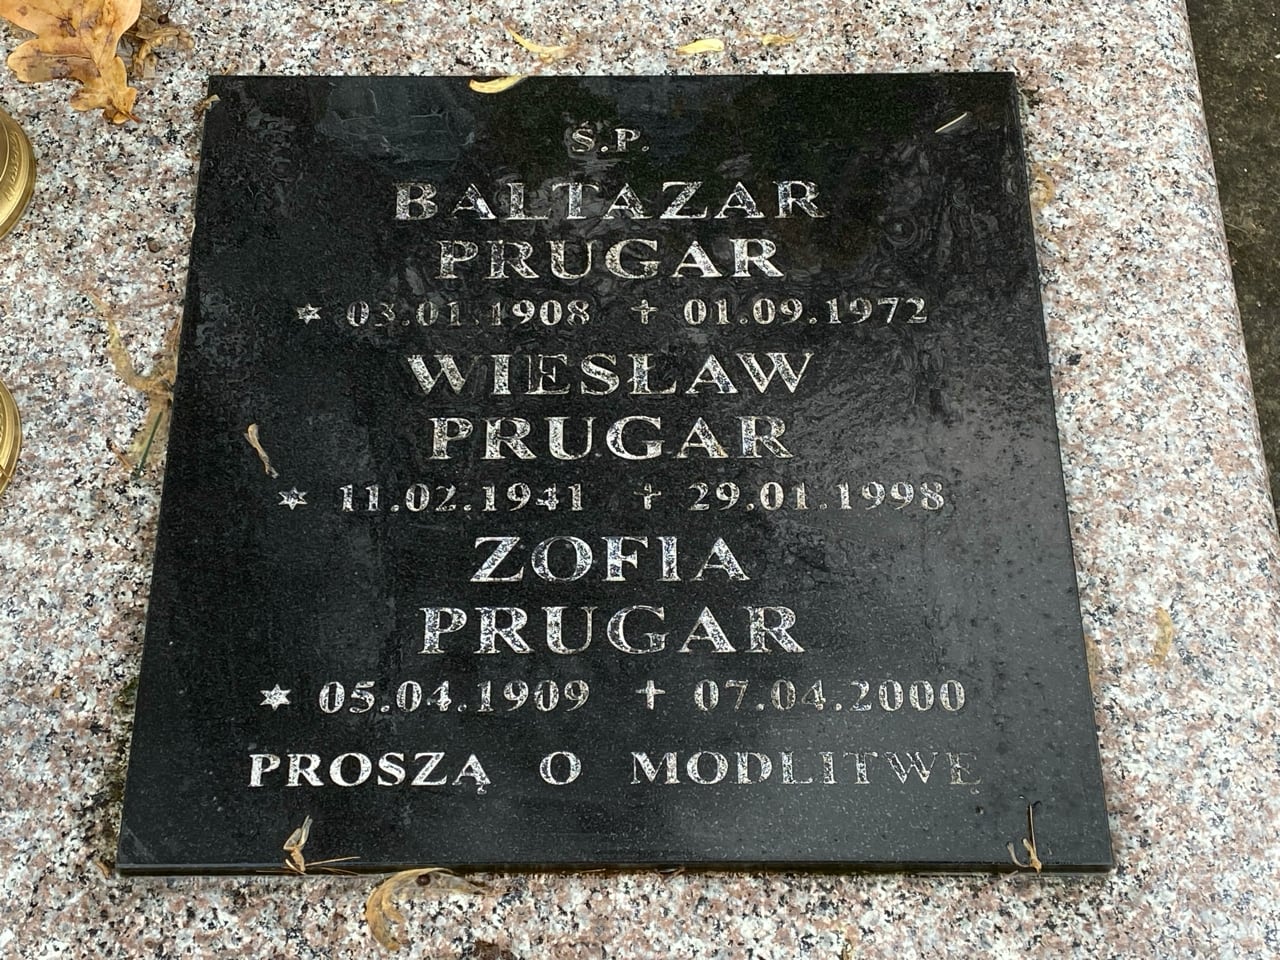 Ś.P.
BALTAZAR
PRUGAR
* 03.01.1908 ✝ 01.09.1972
WIESŁAW
PRUGAR
* 11.02.1941 ✝ 29.01.1998
ZOFIA
PRUGAR
* 05.04.1909 ✝ 07.04.2000
PROSZĄ O MODLITWĘ